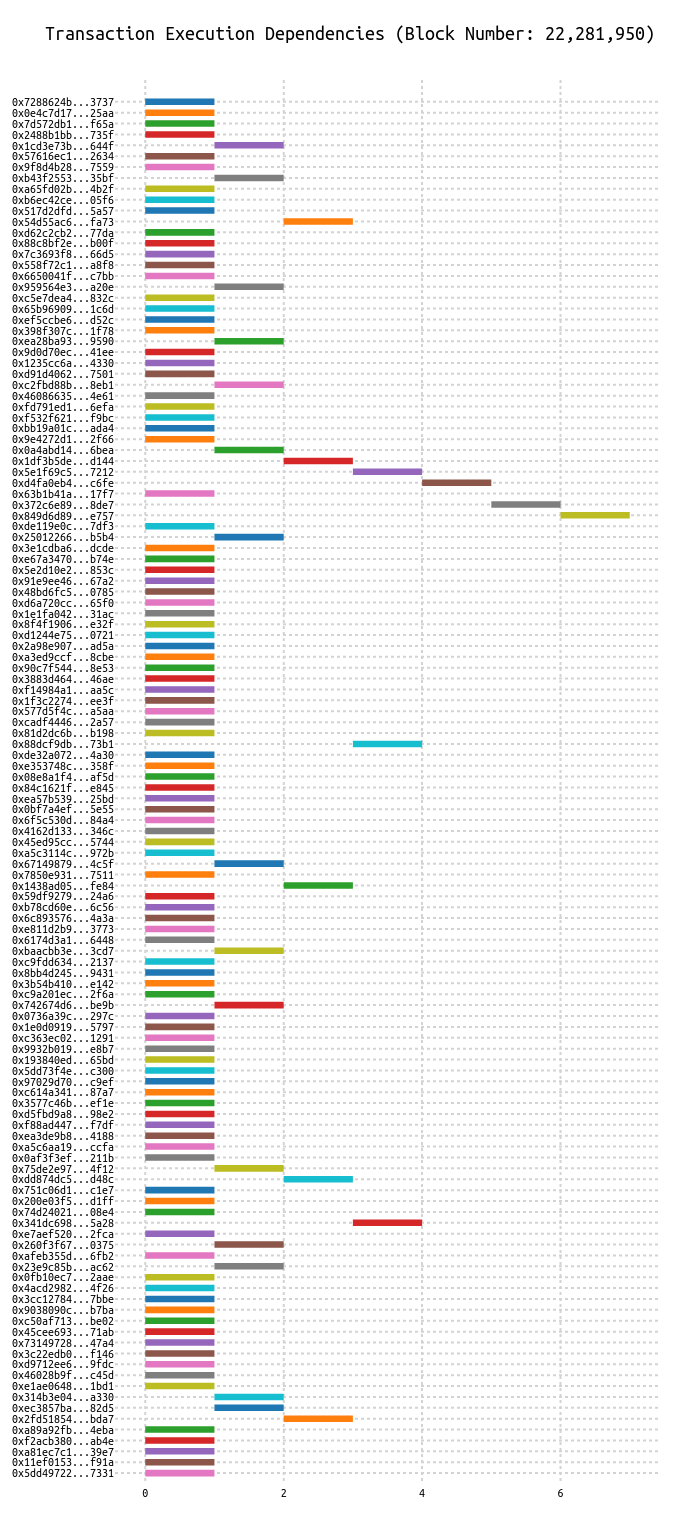 Transaction Execution Dependencies (Block Number: 22,281,950)
0x7288624b...3737
0x0e4c7d17...25aa
0x7d572db1...f65a
0x2488b1bb...735f
0x1cd3e73b...644f
0x57616ec1...2634
0x9f8d4b28...7559
0xb43f2553...35bf
0xa65fd02b...4b2f
0xb6ec42ce...05f6
0x517d2dfd...5a57
0x54d55ac6...fa73
0xd62c2cb2...77da
0x88c8bf2e...b00f
0x7c3693f8...66d5
0x558f72c1...a8f8
0x6650041f...c7bb
0x959564e3...a20e
0xc5e7dea4...832c
0x65b96909...1c6d
0xef5ccbe6...d52c
0x398f307c...1f78
0xea28ba93...9590
0x9d0d70ec...41ee
0x1235cc6a...4330
0xd91d4062...7501
0xc2fbd88b...8eb1
0x46086635...4e61
0xfd791ed1...6efa
0xf532f621...f9bc
0xbb19a01c...ada4
0x9e4272d1...2f66
0x0a4abd14...6bea
0x1df3b5de...d144
0x5e1f69c5...7212
0xd4fa0eb4...c6fe
0x63b1b41a...17f7
0x372c6e89...8de7
0x849d6d89...e757
0xde119e0c...7df3
0x25012266...b5b4
0x3e1cdba6...dcde
0xe67a3470...b74e
0x5e2d10e2...853c
0x91e9ee46...67a2
0x48bd6fc5...0785
0xd6a720cc...65f0
0x1e1fa042...31ac
0x8f4f1906...e32f
0xd1244e75...0721
0x2a98e907...ad5a
0xa3ed9ccf...8cbe
0x90c7f544...8e53
0x3883d464...46ae
0xf14984a1...aa5c
0x1f3c2274...ee3f
0x577d5f4c...a5aa
0xcadf4446...2a57
0x81d2dc6b...b198
0x88dcf9db...73b1
0xde32a072...4a30
0xe353748c...358f
0x08e8a1f4...af5d
0x84c1621f...e845
0xea57b539...25bd
0x0bf7a4ef...5e55
0x6f5c530d...84a4
0x4162d133...346c
0x45ed95cc...5744
0xa5c3114c...972b
0x67149879...4c5f
0x7850e931...7511
0x1438ad05...fe84
0x59df9279...24a6
0xb78cd60e...6c56
0x6c893576...4a3a
0xe811d2b9...3773
0x6174d3a1...6448
0xbaacbb3e...3cd7
0xc9fdd634...2137
0x8bb4d245...9431
0x3b54b410...e142
0xc9a201ec...2f6a
0x742674d6...be9b
0x0736a39c...297c
0x1e0d0919...5797
0xc363ec02...1291
0x9932b019...e8b7
0x193840ed...65bd
0x5dd73f4e...c300
0x97029d70...c9ef
0xc614a341...87a7
0x3577c46b...ef1e
0xd5fbd9a8...98e2
0xf88ad447...f7df
0xea3de9b8...4188
0xa5c6aa19...ccfa
0x0af3f3ef...211b
0x75de2e97...4f12
0xdd874dc5...d48c
0x751c06d1...c1e7
0x200e03f5...d1ff
0x74d24021...08e4
0x341dc698...5a28
0xe7aef520...2fca
0x260f3f67...0375
0xafeb355d...6fb2
0x23e9c85b...ac62
0x0fb10ec7...2aae
0x4acd2982...4f26
0x3cc12784...7bbe
0x9038090c...b7ba
0xc50af713...be02
0x45cee693...71ab
0x73149728...47a4
0x3c22edb0...f146
0xd9712ee6...9fdc
0x46028b9f...c45d
0xe1ae0648...1bd1
0x314b3e04...a330
0xec3857ba...82d5
0x2fd51854...bda7
0xa89a92fb...4eba
0xf2acb380...ab4e
0xa81ec7c1...39e7
0x11ef0153...f91a
0x5dd49722...7331
0 2 4 6